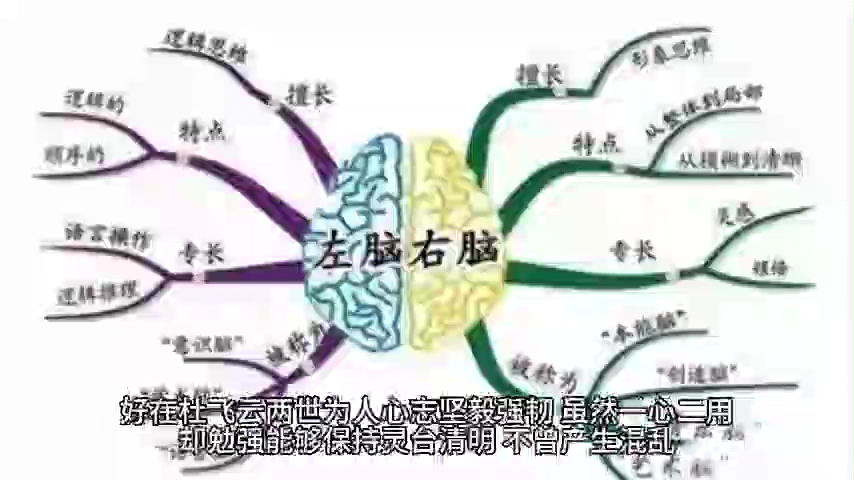 逻辑思维
擅长
逻辑的
特点
顺序的
语言操作
专长
逻辑推理
"意识脑"
被称为
左脑右脑
形象思维
擅长
从整体到局部
特点
从模糊到清晰
灵感
专长
"本能脑"
被称为
"创造脑"
好在杜飞云两世为人心志坚毅强韧 虽然一心二用
却勉强能够保持灵台清明 不曾产生混乱